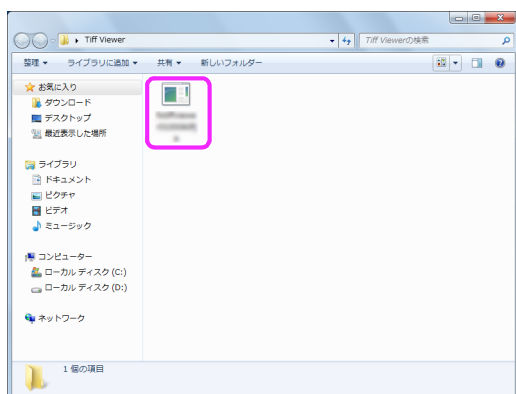 Tiff Viewer
Tiff Viewerの検索
整理
ライブラリに追加
共有
新しいフォルダー
お気に入り
ダウンロード
デスクトップ
最近表示した場所
ライブラリ
ドキュメント
ピクチャ
ビデオ
ミュージック
コンピューター
ローカル ディスク (C:)
ローカル ディスク (D:)
ネットワーク
1 個の項目